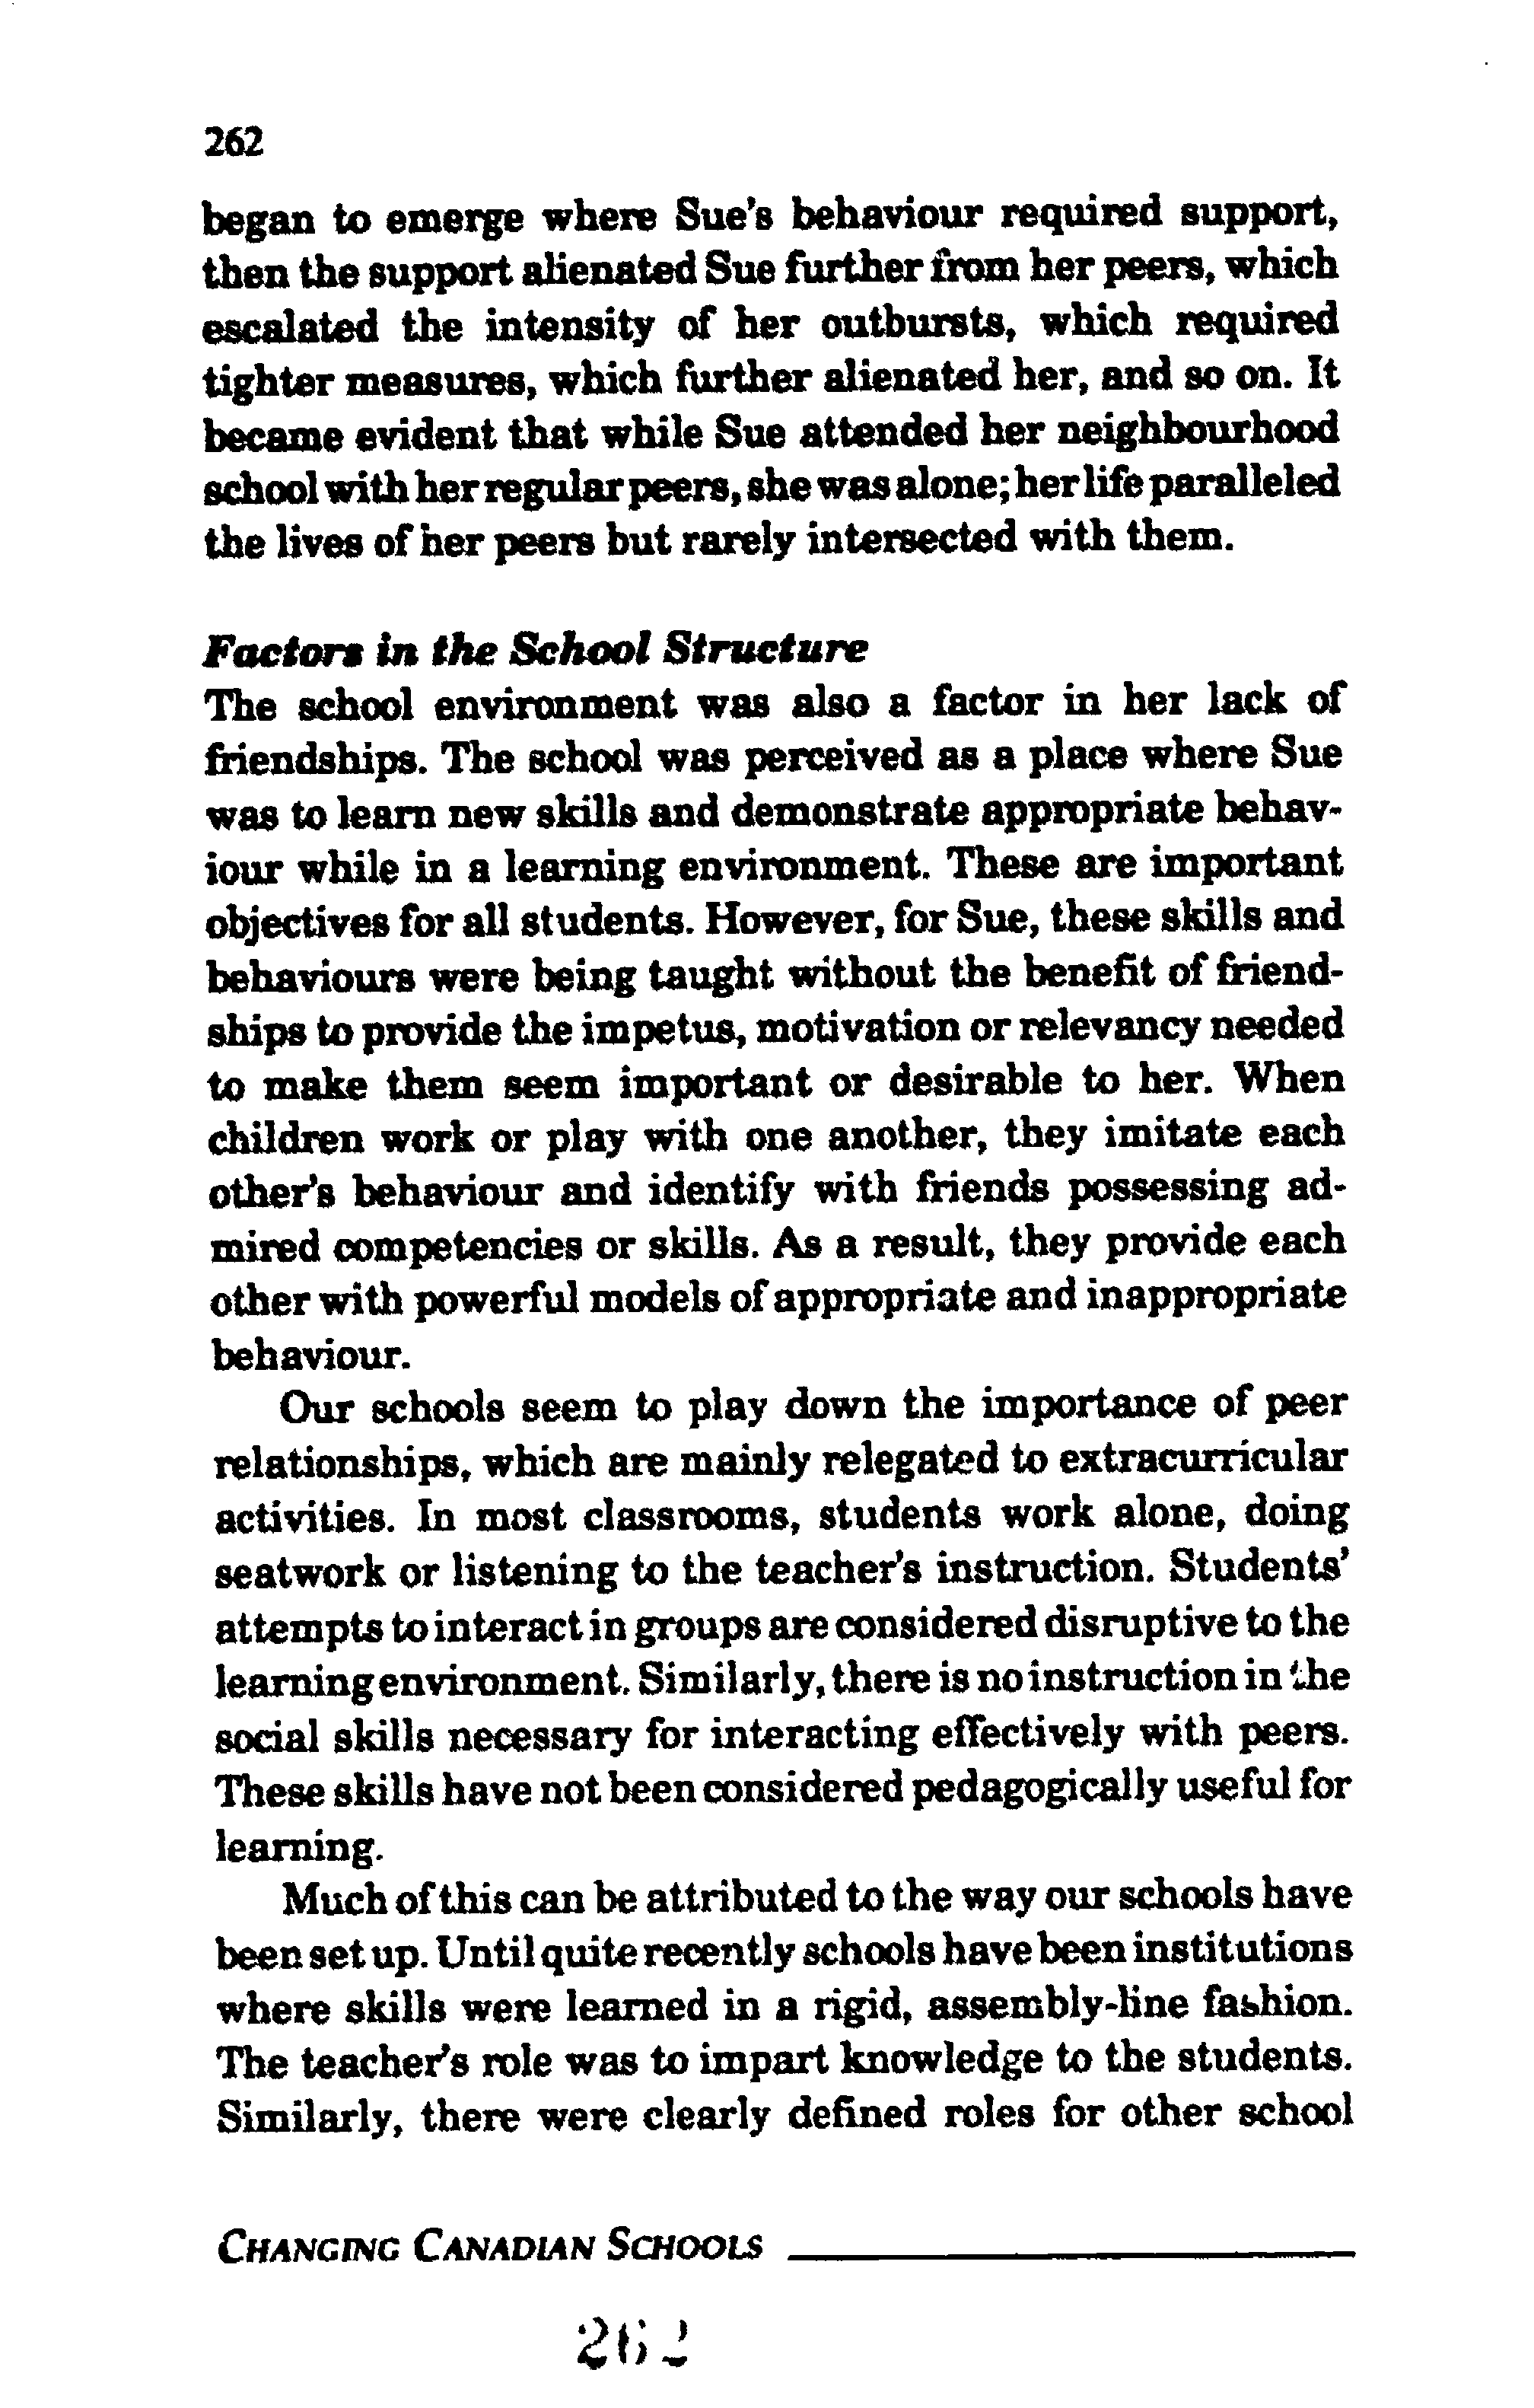 262
began to emerge where Sue's behaviour required support,
then the support alienated Sue further from her peers, which
escalated the intensity of her outbursts, which required
tighter measures, which further alienated her, and so on. It
became evident that while Sue attended her neighbourhood
school with her regular peers, she was alone; her life paralleled
the lives of her peers but rarely intersected with them.
Factors in the School Structure
The school environment was also a factor in her lack of
friendships. The school was perceived as a place where Sue
was to learn new skills and demonstrate appropriate behav-
iour while in a learning environment. These are important
objectives for all students. However, for Sue, these skills and
behaviours were being taught without the benefit of friend-
ships to provide the impetus, motivation or relevancy needed
to make them seem important or desirable to her. When
children work or play with one another, they imitate each
other's behaviour and identify with friends possessing ad-
mired competencies or skills. As a result, they provide each
other with powerful models of appropriate and inappropriate
behaviour.
Our schools seem to play down the importance of peer
relationships, which are mainly relegated to extracurricular
activities. In most classrooms, students work alone, doing
seatwork or listening to the teacher's instruction. Students'
attempts to interact in groups are considered disruptive to the
learning environment. Similarly, there is no instruction in the
social skills necessary for interacting effectively with peers.
These skills have not been considered pedagogically useful for
learning.
Much of this can be attributed to the way our schools have
been set up. Until quite recently schools have been institutions
where skills were learned in a rigid, assembly-line fashion.
The teacher's role was to impart knowledge to the students.
Similarly, there were clearly defined roles for other school
CHANGING CANADIAN SCHOOLS
262